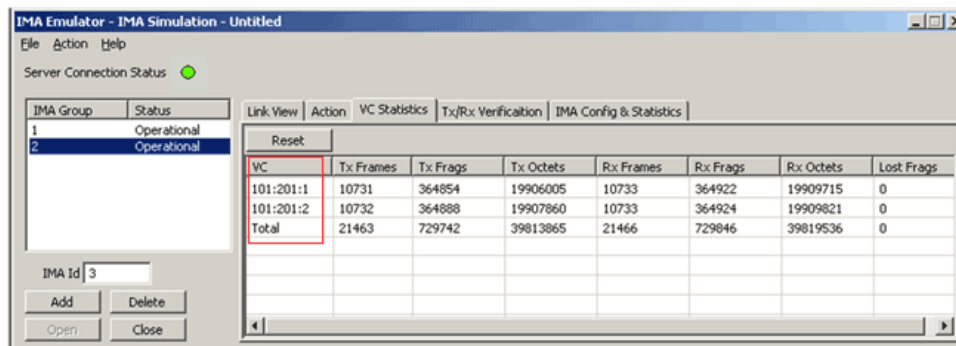 IMA Emulator - IMA Simulation - Untitled
File Action Help
Server Connection Status
IMA Group Status
1 Operational
2 Operational
IMA Id 3
Add Delete
Open Close
Link View Action VC Statistics Tx/Rx Verificaition IMA Config & Statistics
Reset
VC Tx Frames Tx Frags Tx Octets Rx Frames Rx Frags Rx Octets Lost Frags
101:201:1 10731 364854 19906005 10733 364922 19909715 0
101:201:2 10732 364888 19907860 10733 364924 19909821 0
Total 21463 729742 39813865 21466 729846 39819536 0